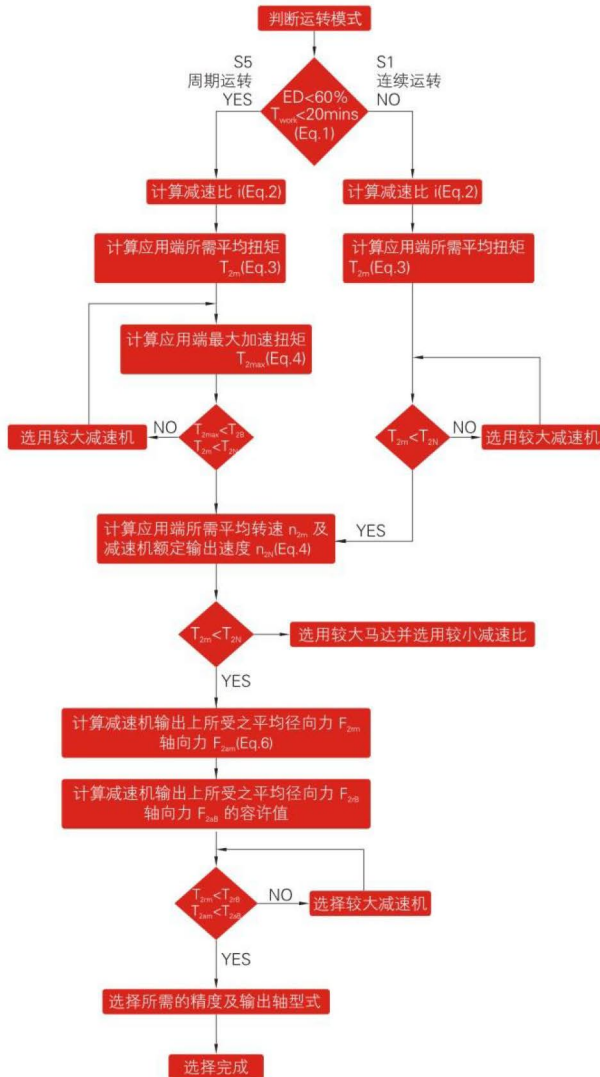 判断运转模式
S5
周期运转
YES
S1
连续运转
NO
ED<60%
Twork<20mins
(Eq.1)
计算减速比 i(Eq.2)
计算减速比 i(Eq.2)
计算应用端所需平均扭矩
T2m(Eq.3)
计算应用端所需平均扭矩
T2m(Eq.3)
计算应用端最大加速扭矩
T2max(Eq.4)
选用较大减速机
NO
T2max<T2B
T2m<T2N
T2m<T2N
NO
选用较大减速机
YES
计算应用端所需平均转速 n2m 及
减速机额定输出速度 n2N(Eq.4)
T2m<T2N
选用较大马达并选用较小减速比
YES
计算减速机输出上所受之平均径向力 F2rm
轴向力 F2am(Eq.6)
计算减速机输出上所受之平均径向力 F2rB
轴向力 F2aB 的容许值
T2rm<T2rB
T2am<T2aB
NO
选择较大减速机
YES
选择所需的精度及输出轴型式
选择完成